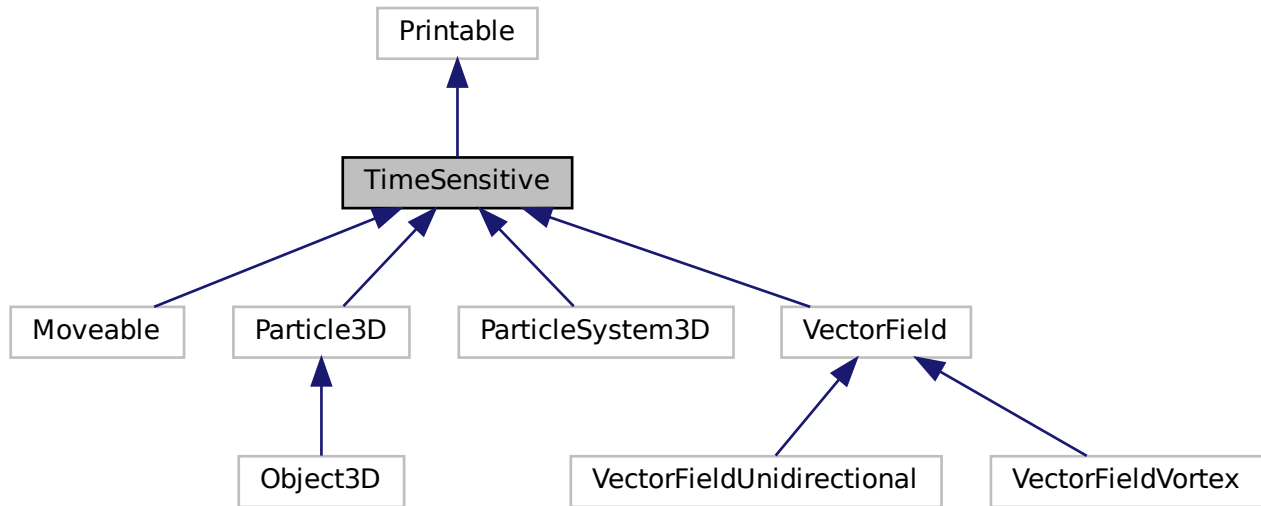 Printable
TimeSensitive
Moveable
Particle3D
ParticleSystem3D
VectorField
Object3D
VectorFieldUnidirectional
VectorFieldVortex